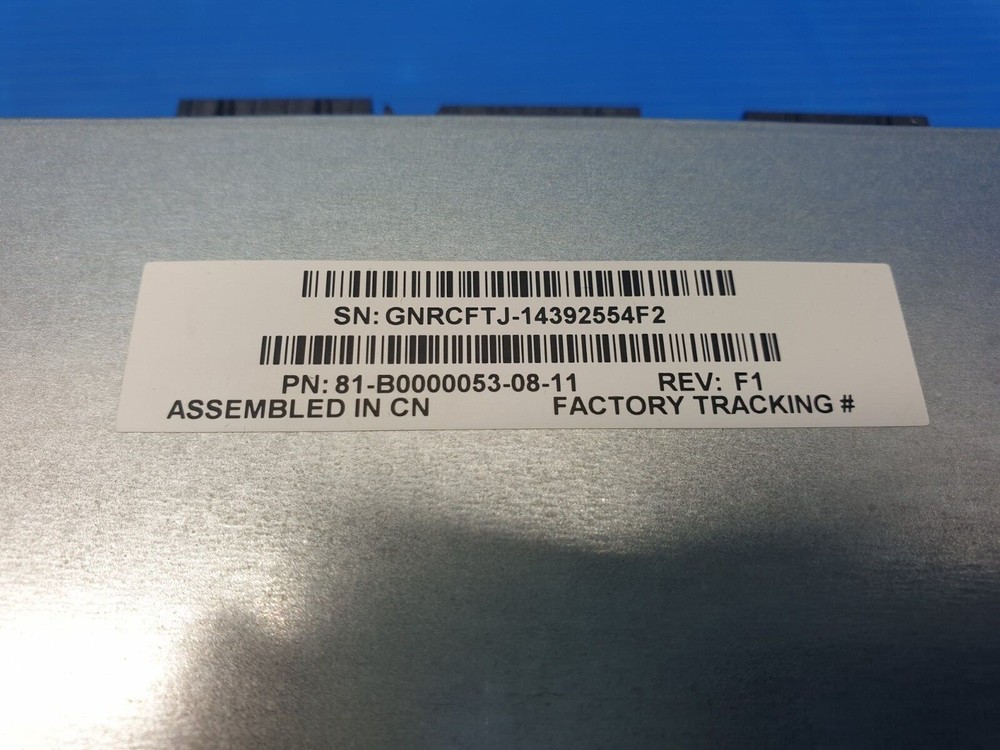 SN: GNRCFTJ-14392554F2
PN: 81-B0000053-08-11 REV: F1
ASSEMBLED IN CN FACTORY TRACKING #